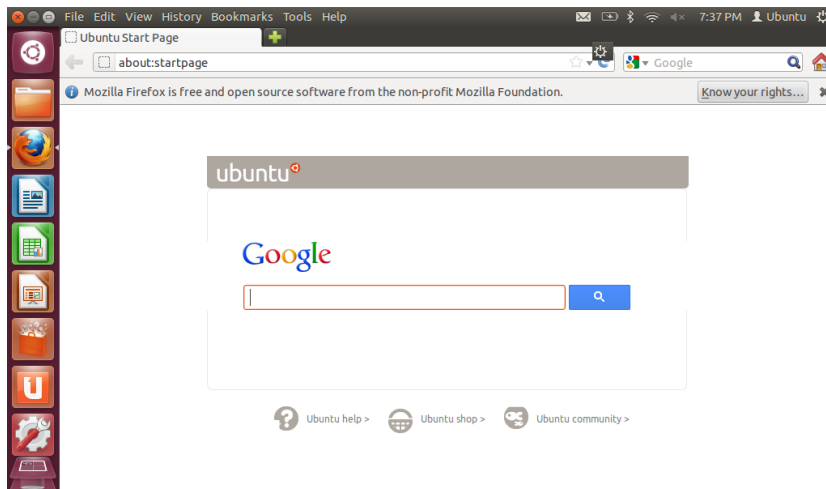 File Edit View History Bookmarks Tools Help 7:37 PM Ubuntu
Ubuntu Start Page
about:startpage Google
Mozilla Firefox is free and open source software from the non-profit Mozilla Foundation. Know your rights...
ubuntu
Google
Ubuntu help > Ubuntu shop > Ubuntu community >